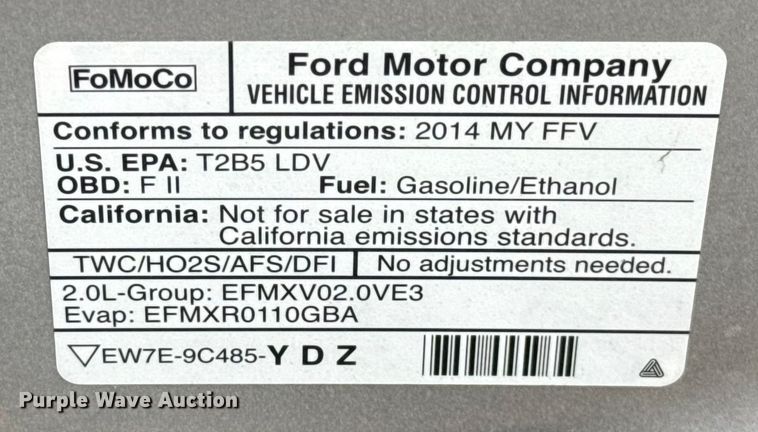 FoMoCo
Ford Motor Company
VEHICLE EMISSION CONTROL INFORMATION
Conforms to regulations: 2014 MY FFV
U.S. EPA: T2B5 LDV
OBD: F II Fuel: Gasoline/Ethanol
California: Not for sale in states with
California emissions standards.
TWC/HO2S/AFS/DFI No adjustments needed.
2.0L-Group: EFMXV02.0VE3
Evap: EFMXR0110GBA
EW7E-9C485-Y D Z
Purple Wave Auction